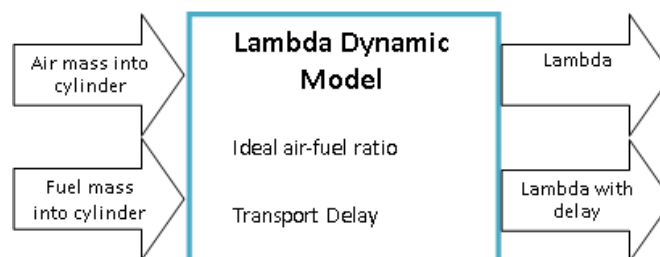 Air mass into
cylinder
Fuel mass
into cylinder
Lambda Dynamic
Model
Ideal air-fuel ratio
Transport Delay
Lambda
Lambda with
delay